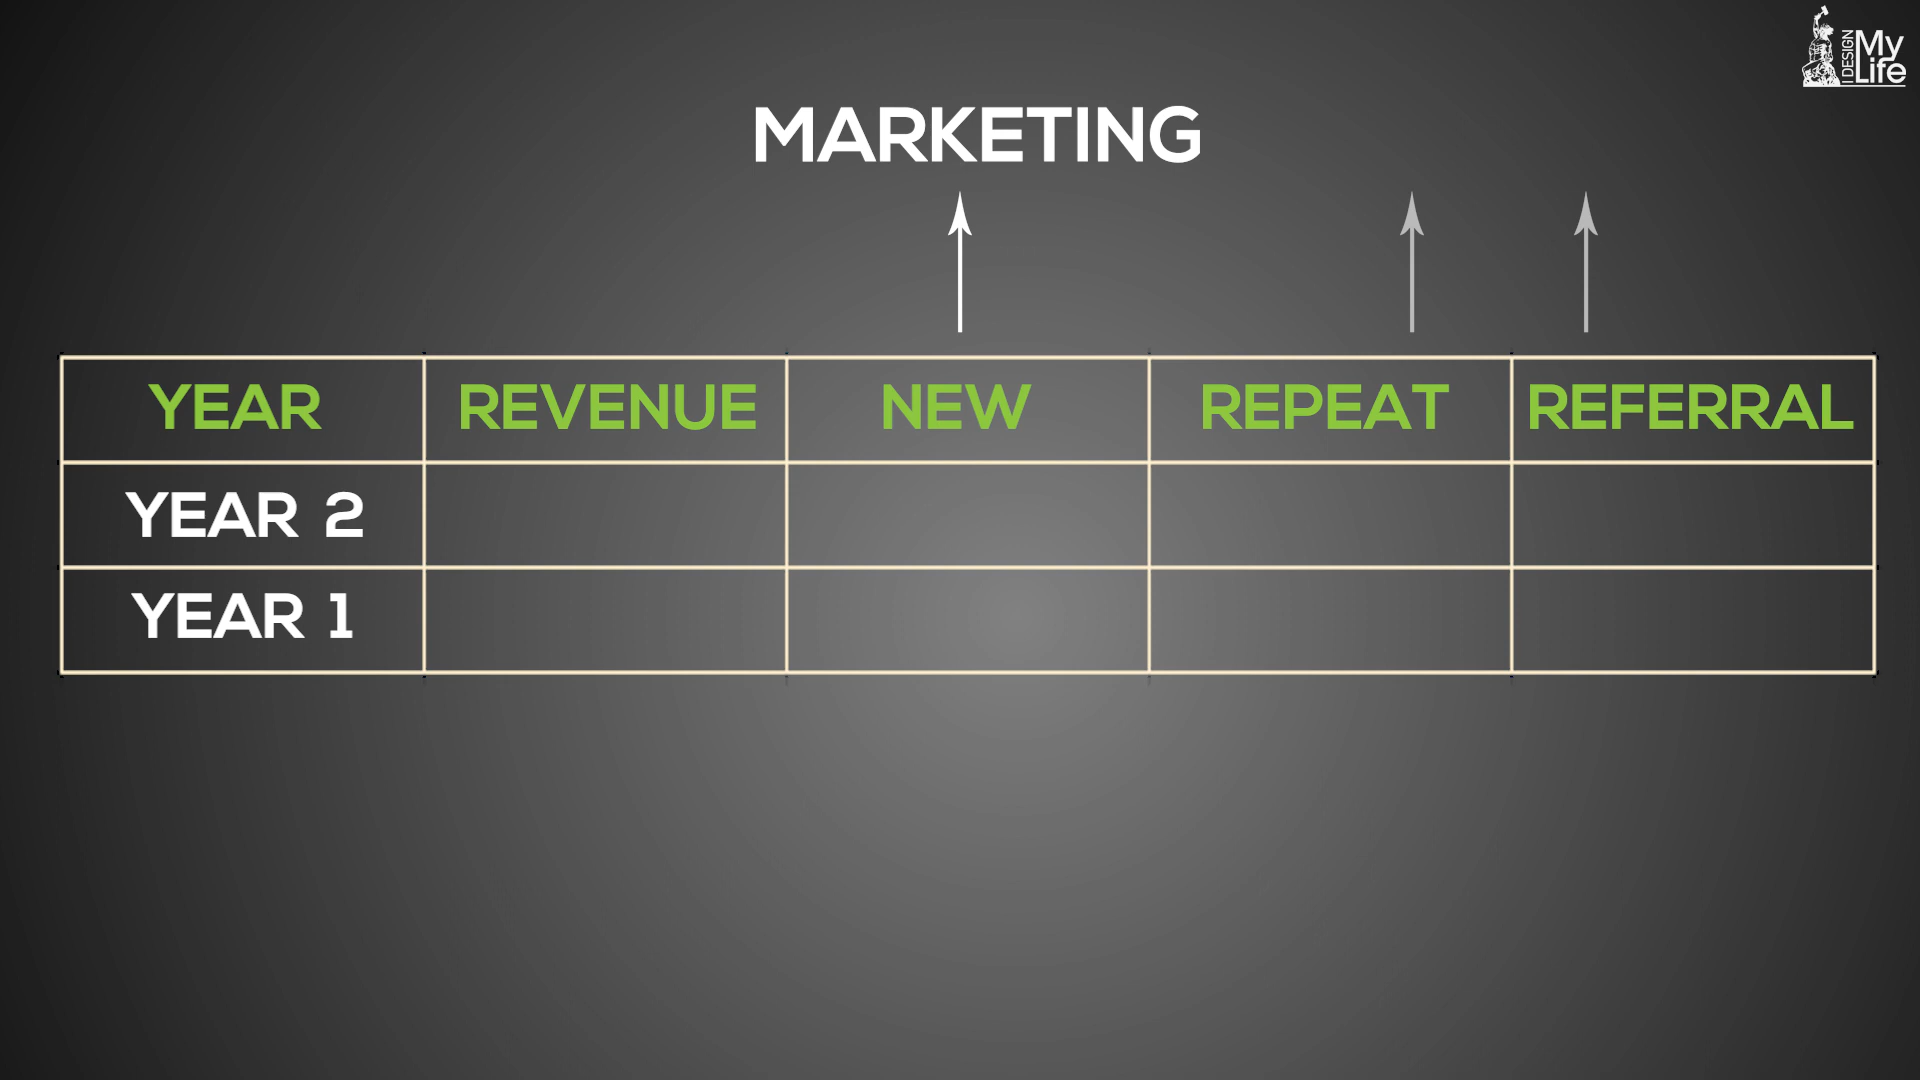 I DESIGN
My
Life
MARKETING
YEAR REVENUE NEW REPEAT REFERRAL
YEAR 2
YEAR 1